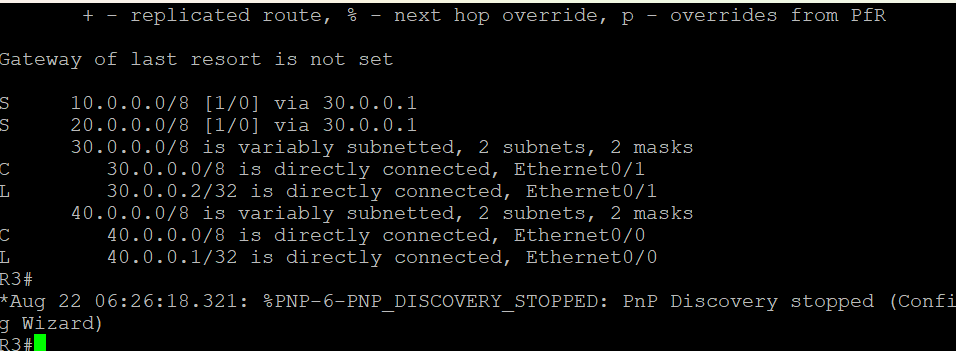 + - replicated route, % - next hop override, p - overrides from PfR
Gateway of last resort is not set
S 10.0.0.0/8 [1/0] via 30.0.0.1
S 20.0.0.0/8 [1/0] via 30.0.0.1
30.0.0.0/8 is variably subnetted, 2 subnets, 2 masks
C 30.0.0.0/8 is directly connected, Ethernet0/1
L 30.0.0.2/32 is directly connected, Ethernet0/1
40.0.0.0/8 is variably subnetted, 2 subnets, 2 masks
C 40.0.0.0/8 is directly connected, Ethernet0/0
L 40.0.0.1/32 is directly connected, Ethernet0/0
R3#
*Aug 22 06:26:18.321: %PNP-6-PNP_DISCOVERY_STOPPED: PnP Discovery stopped (Confi
g Wizard)
R3#